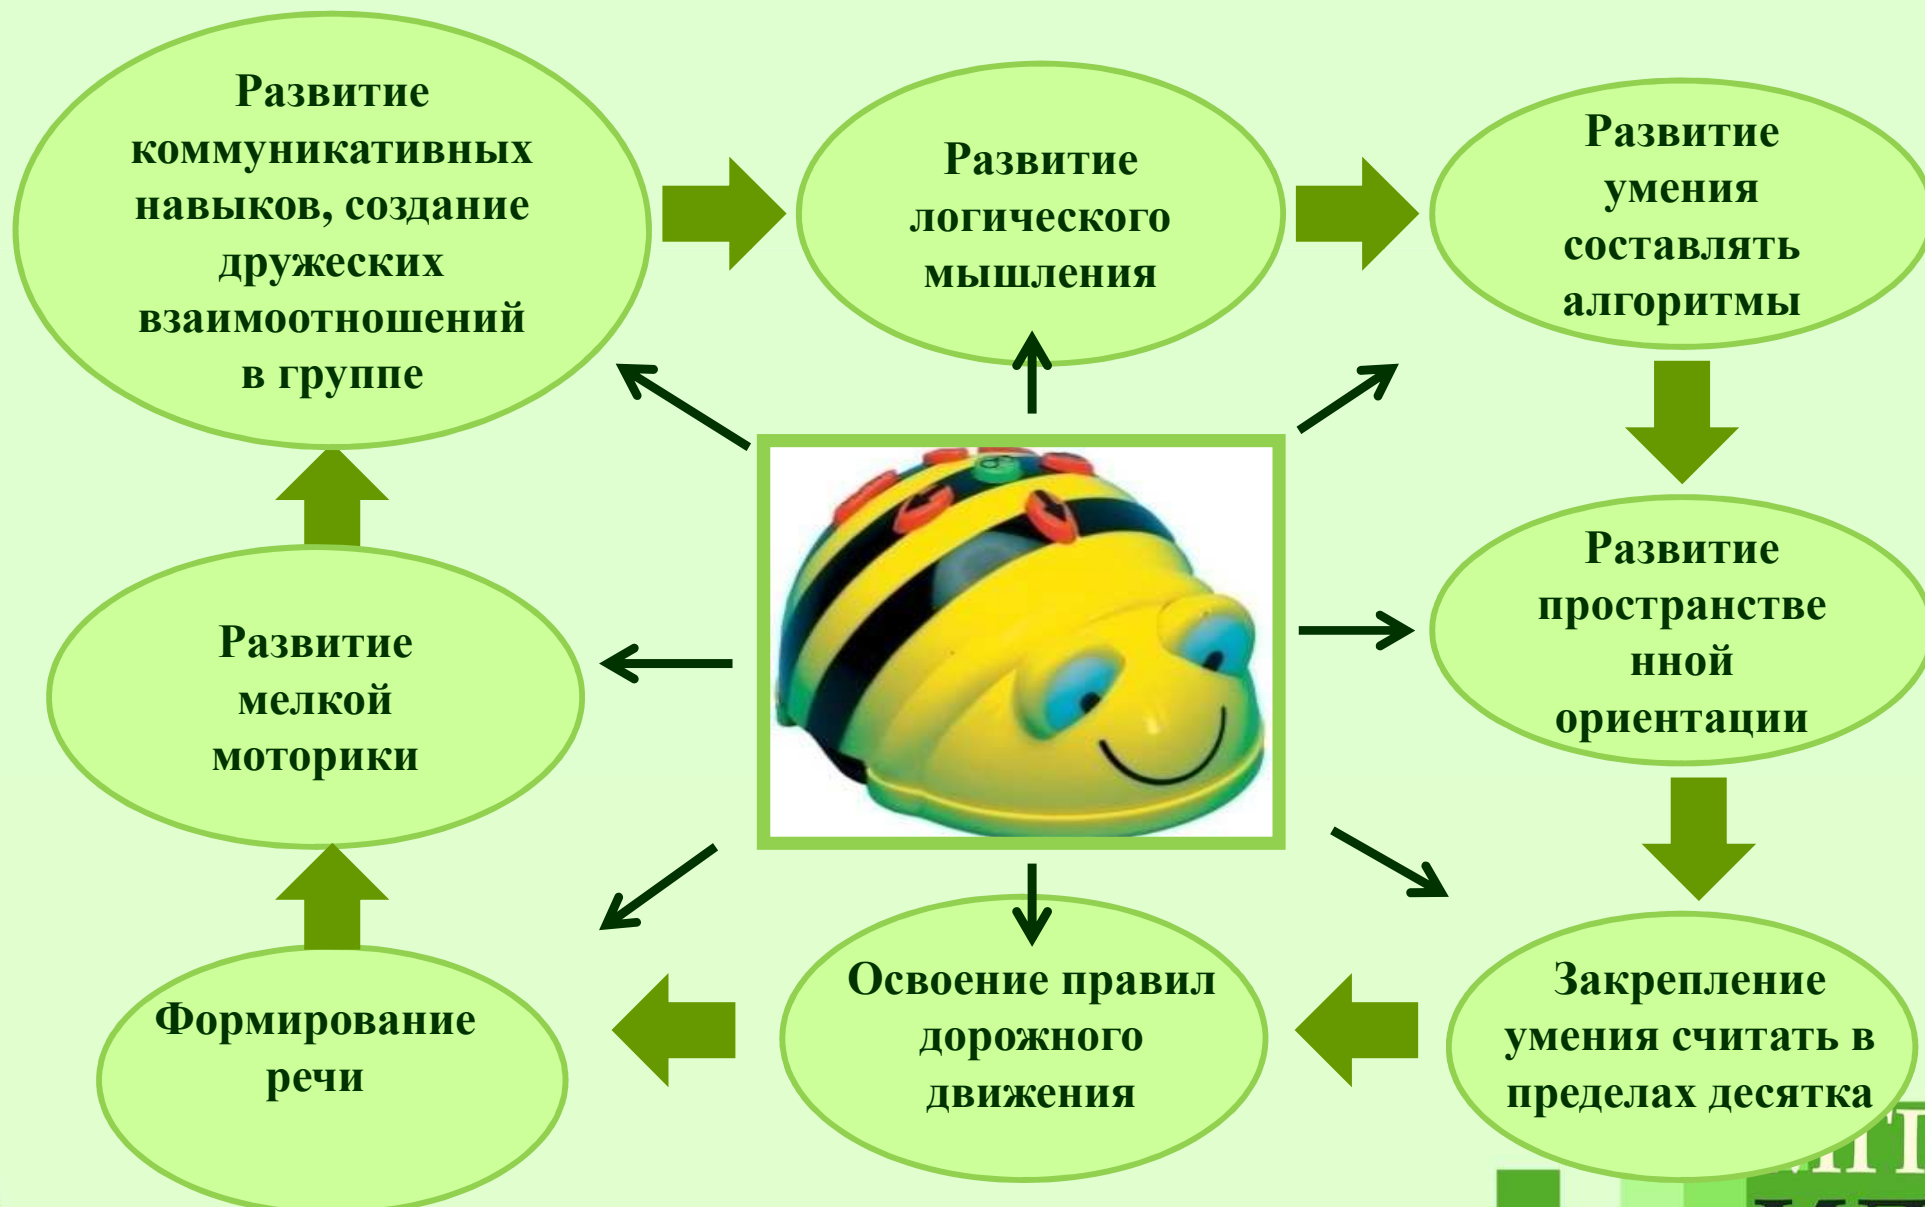 Развитие
коммуникативных
навыков, создание
дружеских
взаимоотношений
в группе
Развитие
логического
мышления
Развитие
умения
составлять
алгоритмы
Развитие
мелкой
моторики
Развитие
пространстве
нной
ориентации
Формирование
речи
Освоение правил
дорожного
движения
Закрепление
умения считать в
пределах десятка